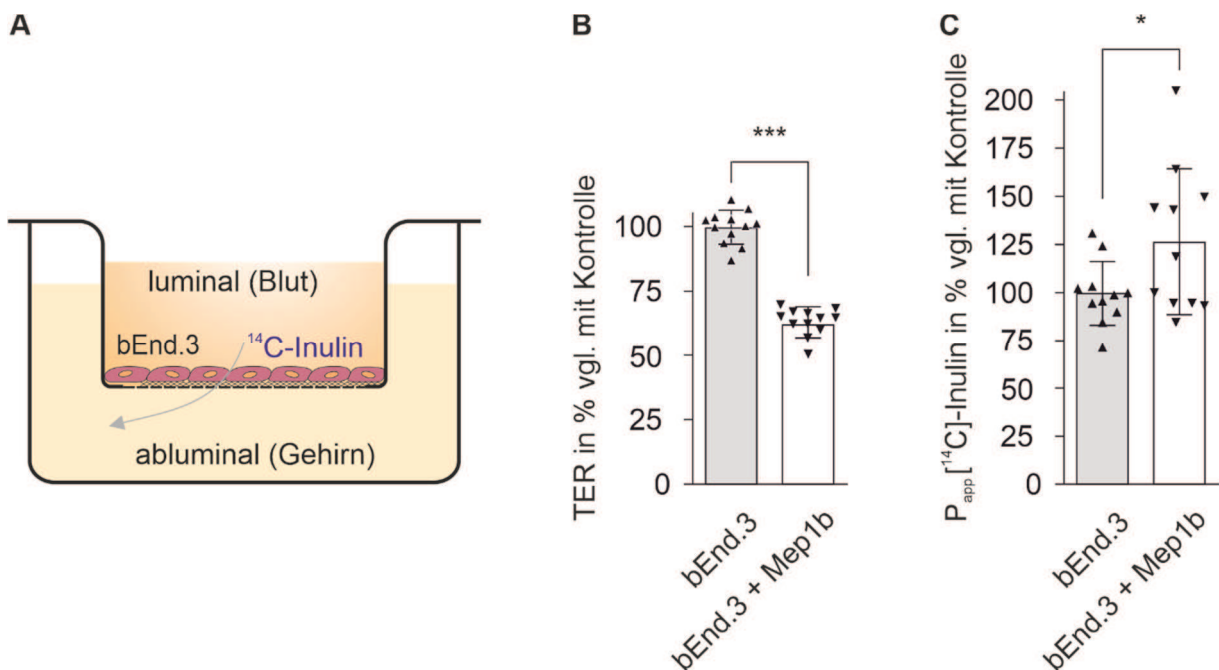 A
luminal (Blut)
bEnd.3
¹⁴C-Inulin
abluminal (Gehirn)
B
TER in % vgl. mit Kontrolle
***
100
75
50
25
0
bEnd.3
bEnd.3 + Mep1b
C
Papp [¹⁴C]-Inulin in % vgl. mit Kontrolle
*
200
175
150
125
100
75
50
25
0
bEnd.3
bEnd.3 + Mep1b